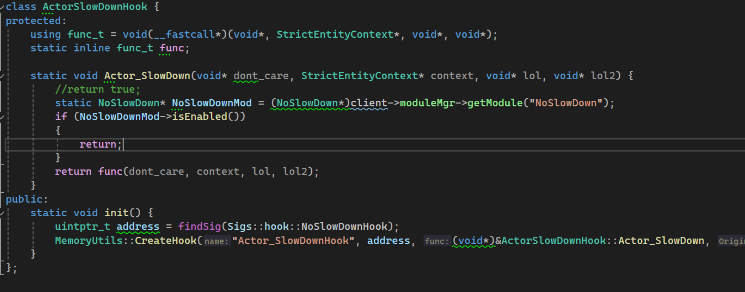 class ActorSlowDownHook {
protected:
    using func_t = void(__fastcall*)(void*, StrictEntityContext*, void*, void*);
    static inline func_t func;

    static void Actor_SlowDown(void* dont_care, StrictEntityContext* context, void* lol, void* lol2) {
        //return true;
        static NoSlowDown* NoSlowDownMod = (NoSlowDown*)client->moduleMgr->getModule("NoSlowDown");
        if (NoSlowDownMod->isEnabled())
        {
            return;
        }
        return func(dont_care, context, lol, lol2);
    }
public:
    static void init() {
        uintptr_t address = findSig(Sigs::hook::NoSlowDownHook);
        MemoryUtils::CreateHook(name: "Actor_SlowDownHook", address, func: (void*)&ActorSlowDownHook::Actor_SlowDown, Origi
    }
};